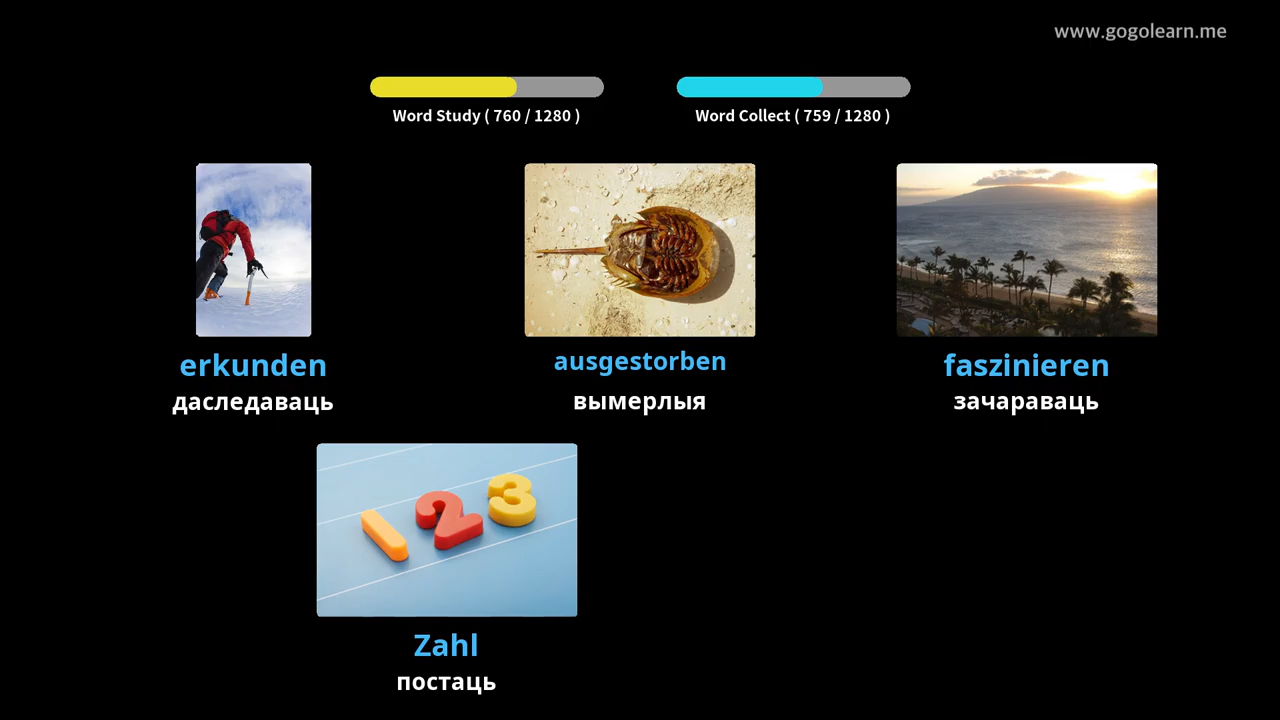 www.gogolearn.me
Word Study ( 760 / 1280 )
Word Collect ( 759 / 1280 )
erkunden
даследаваць
ausgestorben
вымерлыя
faszinieren
зачараваць
123
Zahl
постаць